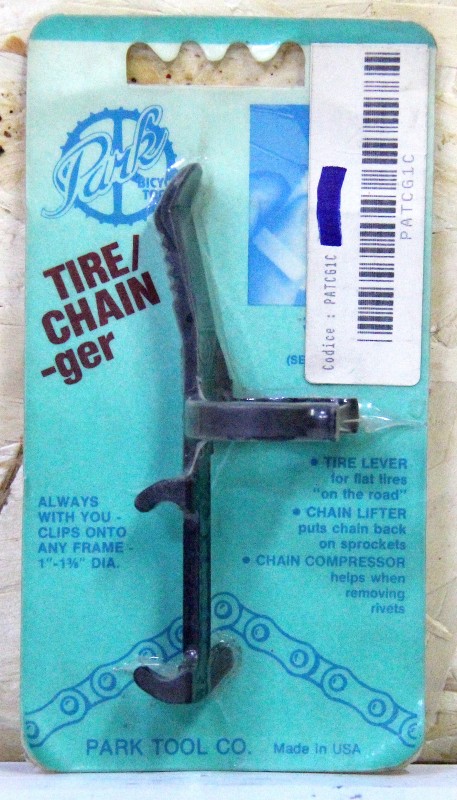 Park
BICYCLE
TOOL
TIRE/
CHAIN
-ger
Codice : PATCG1C
PATCG1C
ALWAYS
WITH YOU -
CLIPS ONTO
ANY FRAME -
1"-1⅜" DIA.
• TIRE LEVER
for flat tires
"on the road"
• CHAIN LIFTER
puts chain back
on sprockets
• CHAIN COMPRESSOR
helps when
removing
rivets
PARK TOOL CO. Made in USA